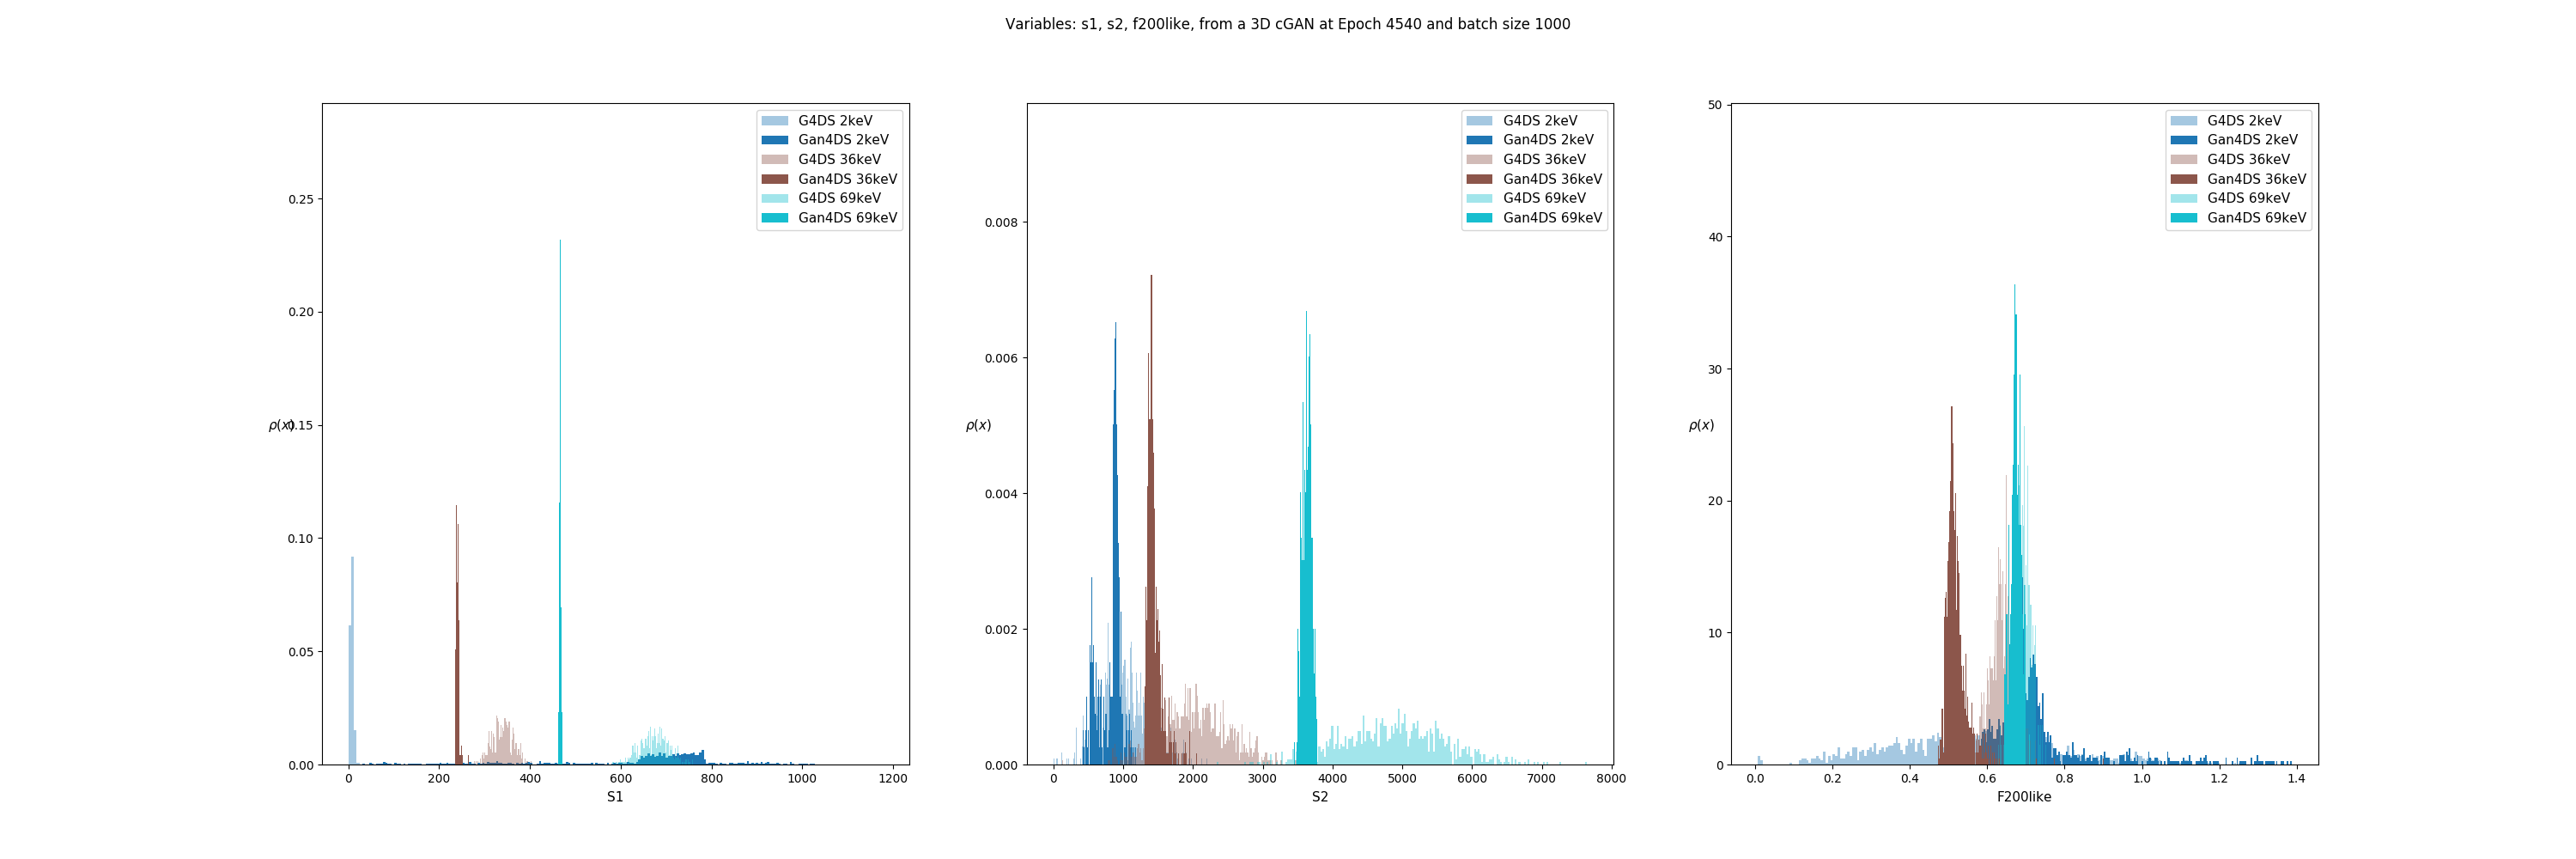 Variables: s1, s2, f200like, from a 3D cGAN at Epoch 4540 and batch size 1000
G4DS 2keV
Gan4DS 2keV
G4DS 36keV
Gan4DS 36keV
G4DS 69keV
Gan4DS 69keV
0.25
0.20
0.15
0.10
0.05
0.00
ρ(x)
0 200 400 600 800 1000 1200
S1
G4DS 2keV
Gan4DS 2keV
G4DS 36keV
Gan4DS 36keV
G4DS 69keV
Gan4DS 69keV
0.008
0.006
0.004
0.002
0.000
ρ(x)
0 1000 2000 3000 4000 5000 6000 7000 8000
S2
G4DS 2keV
Gan4DS 2keV
G4DS 36keV
Gan4DS 36keV
G4DS 69keV
Gan4DS 69keV
50
40
30
20
10
0
ρ(x)
0.0 0.2 0.4 0.6 0.8 1.0 1.2 1.4
F200like